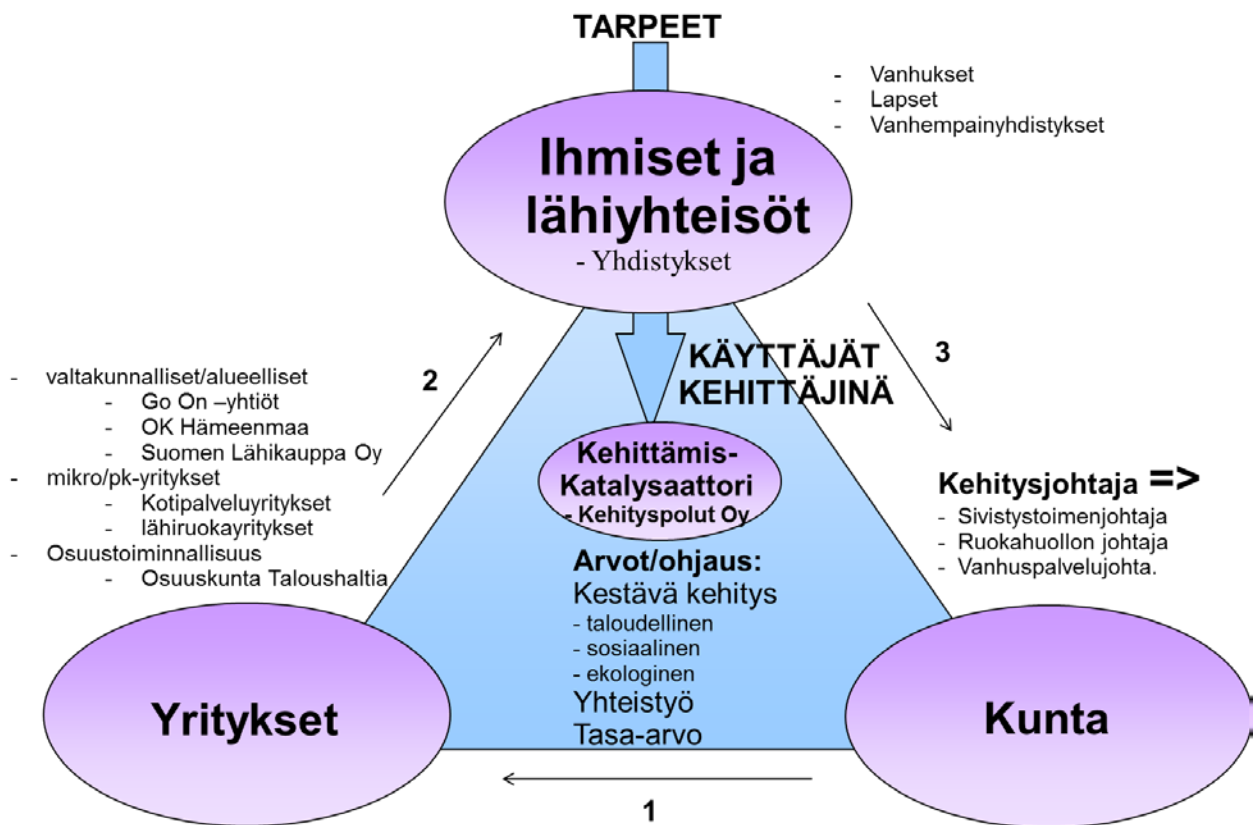 TARPEET
- Vanhukset
- Lapset
- Vanhempainyhdistykset
Ihmiset ja
lähiyhteisöt
- Yhdistykset
KÄYTTÄJÄT
KEHITTÄJINÄ
3
2
- valtakunnalliset/alueelliset
- Go On –yhtiöt
- OK Hämeenmaa
- Suomen Lähikauppa Oy
- mikro/pk-yritykset
- Kotipalveluyritykset
- lähiruokayritykset
- Osuustoiminnallisuus
- Osuuskunta Taloushaltia
Kehittämis-
Katalysaattori
- Kehityspolut Oy
Kehitysjohtaja =>
- Sivistystoimenjohtaja
- Ruokahuollon johtaja
- Vanhuspalvelujohta.
Arvot/ohjaus:
Kestävä kehitys
- taloudellinen
- sosiaalinen
- ekologinen
Yhteistyö
Tasa-arvo
Yritykset
Kunta
1